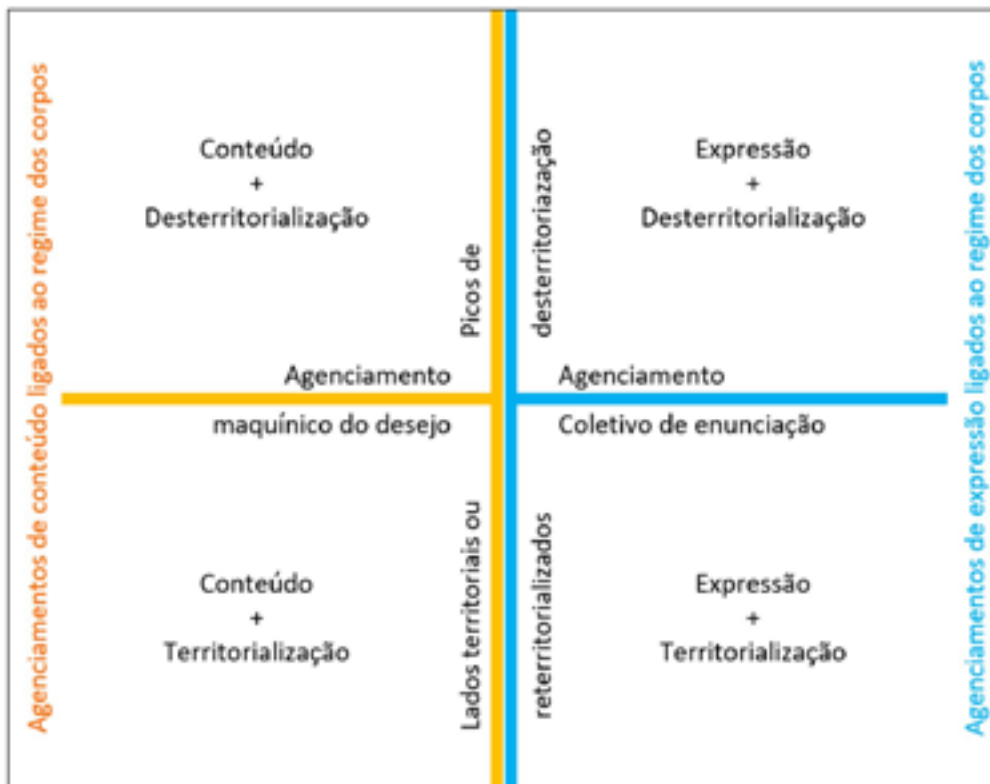 Agenciamentos de conteúdo ligados ao regime dos corpos
Conteúdo
+
Desterritorialização
Picos de
desterritoriazação
Expressão
+
Desterritorialização
Agenciamento
maquínico do desejo
Agenciamento
Coletivo de enunciação
Conteúdo
+
Territorialização
Lados territoriais ou
reterritorializados
Expressão
+
Territorialização
Agenciamentos de expressão ligados ao regime dos corpos